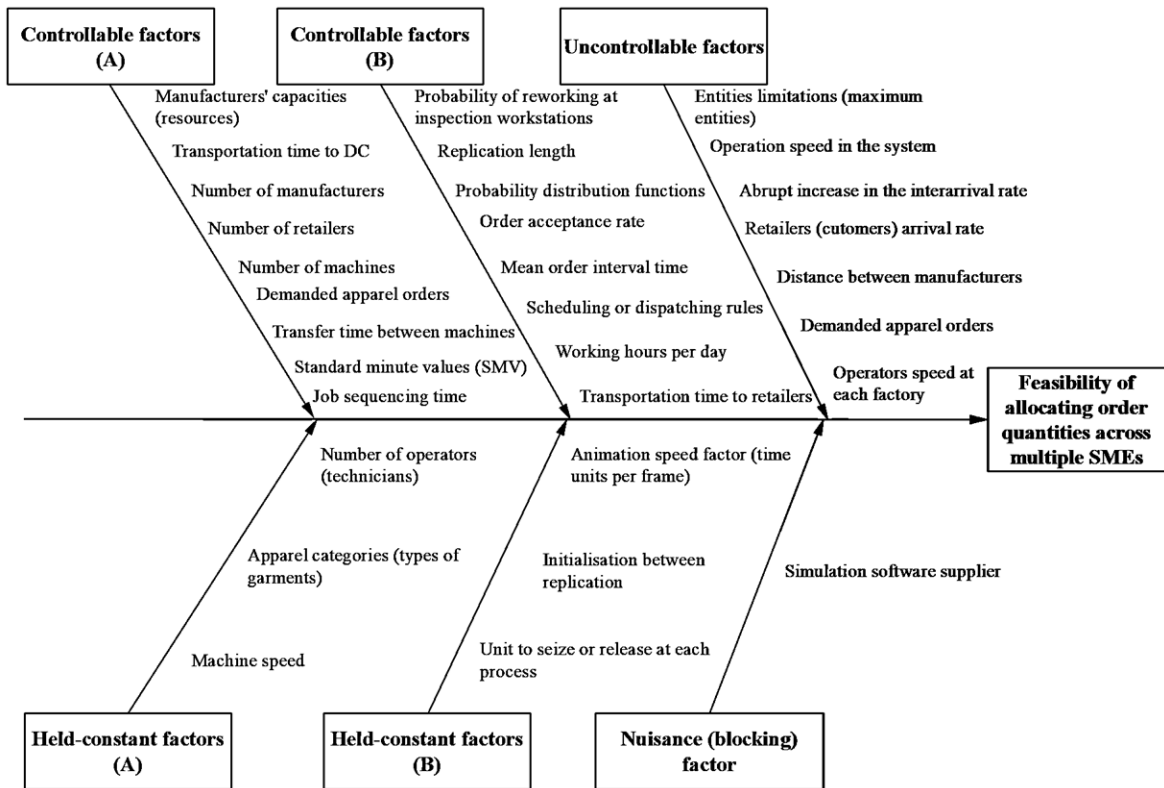 Controllable factors
(A)
Controllable factors
(B)
Uncontrollable factors
Manufacturers' capacities
(resources)
Transportation time to DC
Number of manufacturers
Number of retailers
Number of machines
Demanded apparel orders
Transfer time between machines
Standard minute values (SMV)
Job sequencing time
Probability of reworking at
inspection workstations
Replication length
Probability distribution functions
Order acceptance rate
Mean order interval time
Scheduling or dispatching rules
Working hours per day
Transportation time to retailers
Entities limitations (maximum
entities)
Operation speed in the system
Abrupt increase in the interarrival rate
Retailers (cutomers) arrival rate
Distance between manufacturers
Demanded apparel orders
Operators speed at
each factory
Feasibility of
allocating order
quantities across
multiple SMEs
Number of operators
(technicians)
Apparel categories (types of
garments)
Machine speed
Animation speed factor (time
units per frame)
Initialisation between
replication
Unit to seize or release at each
process
Simulation software supplier
Held-constant factors
(A)
Held-constant factors
(B)
Nuisance (blocking)
factor